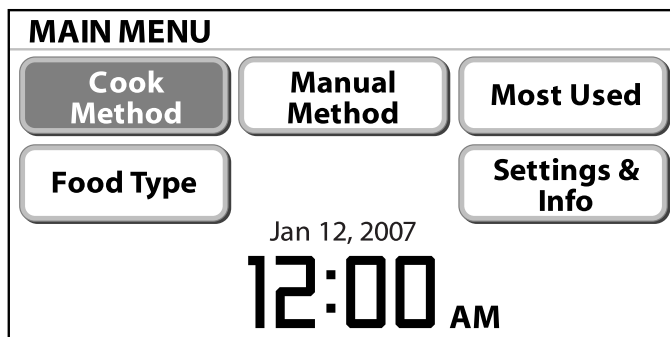 MAIN MENU
Cook
Method
Manual
Method
Most Used
Food Type
Settings &
Info
Jan 12, 2007
12:00 AM